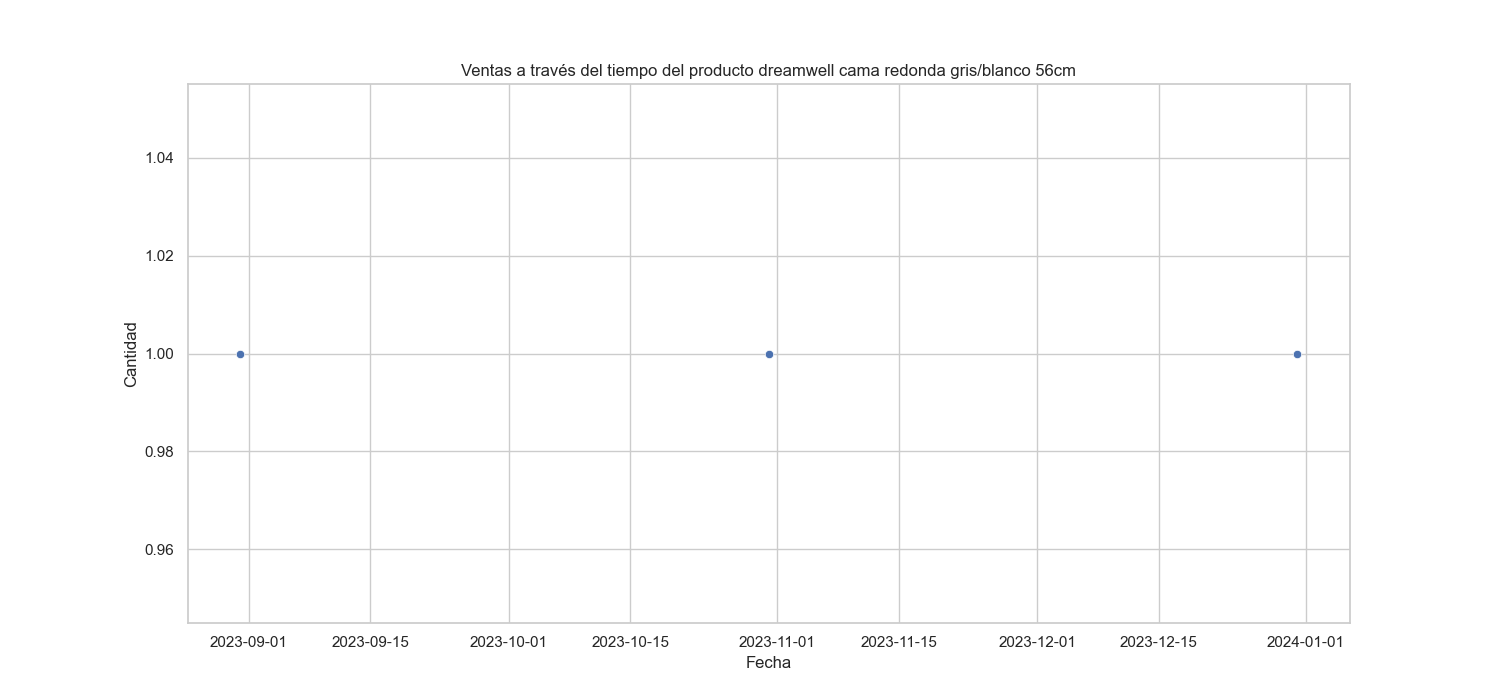 Ventas a través del tiempo del producto dreamwell cama redonda gris/blanco 56cm
1.04
1.02
1.00
0.98
0.96
Cantidad
2023-09-01 2023-09-15 2023-10-01 2023-10-15 2023-11-01 2023-11-15 2023-12-01 2023-12-15 2024-01-01
Fecha